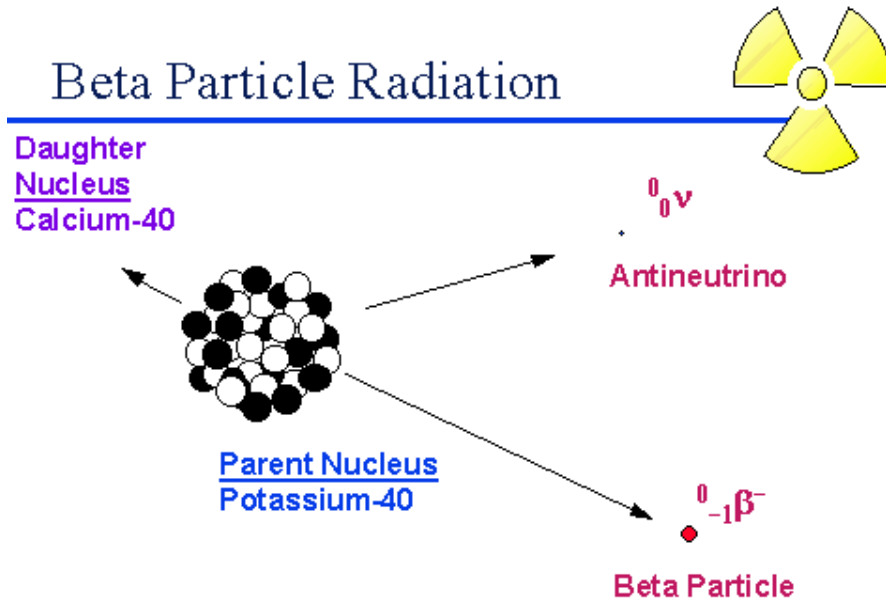 Beta Particle Radiation
Daughter
Nucleus
Calcium-40
⁰₀ν
Antineutrino
Parent Nucleus
Potassium-40
⁰₋₁β⁻
Beta Particle